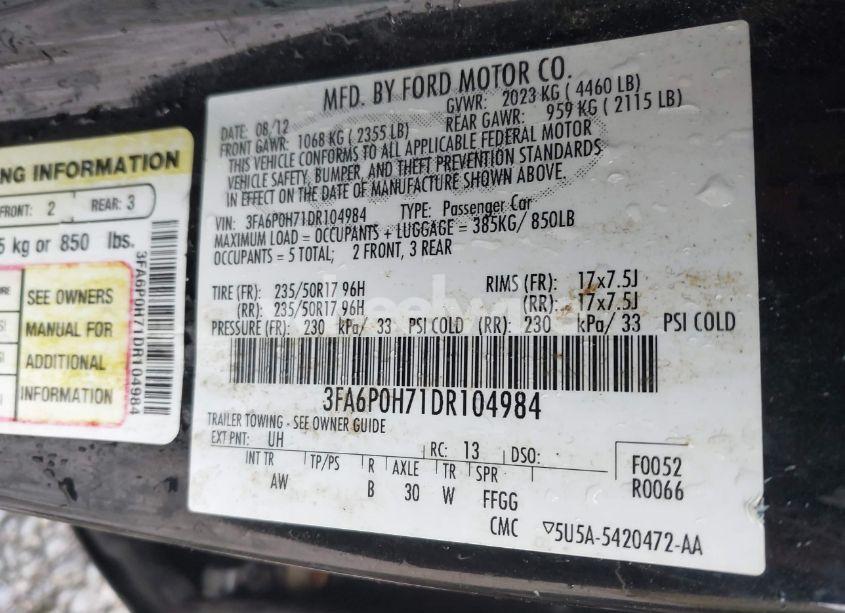 NG INFORMATION
FRONT: 2 REAR: 3
5 kg or 850 lbs.
SEE OWNERS
MANUAL FOR
ADDITIONAL
INFORMATION
3FA6P0H71DR104984
MFD. BY FORD MOTOR CO.
DATE: 08/12 GVWR: 2023 KG ( 4460 LB)
FRONT GAWR: 1068 KG ( 2355 LB) REAR GAWR: 959 KG ( 2115 LB)
THIS VEHICLE CONFORMS TO ALL APPLICABLE FEDERAL MOTOR
VEHICLE SAFETY, BUMPER, AND THEFT PREVENTION STANDARDS
IN EFFECT ON THE DATE OF MANUFACTURE SHOWN ABOVE.
VIN: 3FA6P0H71DR104984 TYPE: Passenger Car
MAXIMUM LOAD = OCCUPANTS + LUGGAGE = 385KG/ 850LB
OCCUPANTS = 5 TOTAL; 2 FRONT, 3 REAR
TIRE (FR): 235/50R17 96H RIMS (FR): 17x7.5J
(RR): 235/50R17 96H (RR): 17x7.5J
PRESSURE (FR): 230 kPa/ 33 PSI COLD (RR): 230 kPa/ 33 PSI COLD
3FA6P0H71DR104984
TRAILER TOWING - SEE OWNER GUIDE
EXT PNT: UH RC: 13 DSO:
INT TR TP/PS R AXLE TR SPR
AW B 30 W FFGG
F0052
R0066
CMC ▽5U5A-5420472-AA